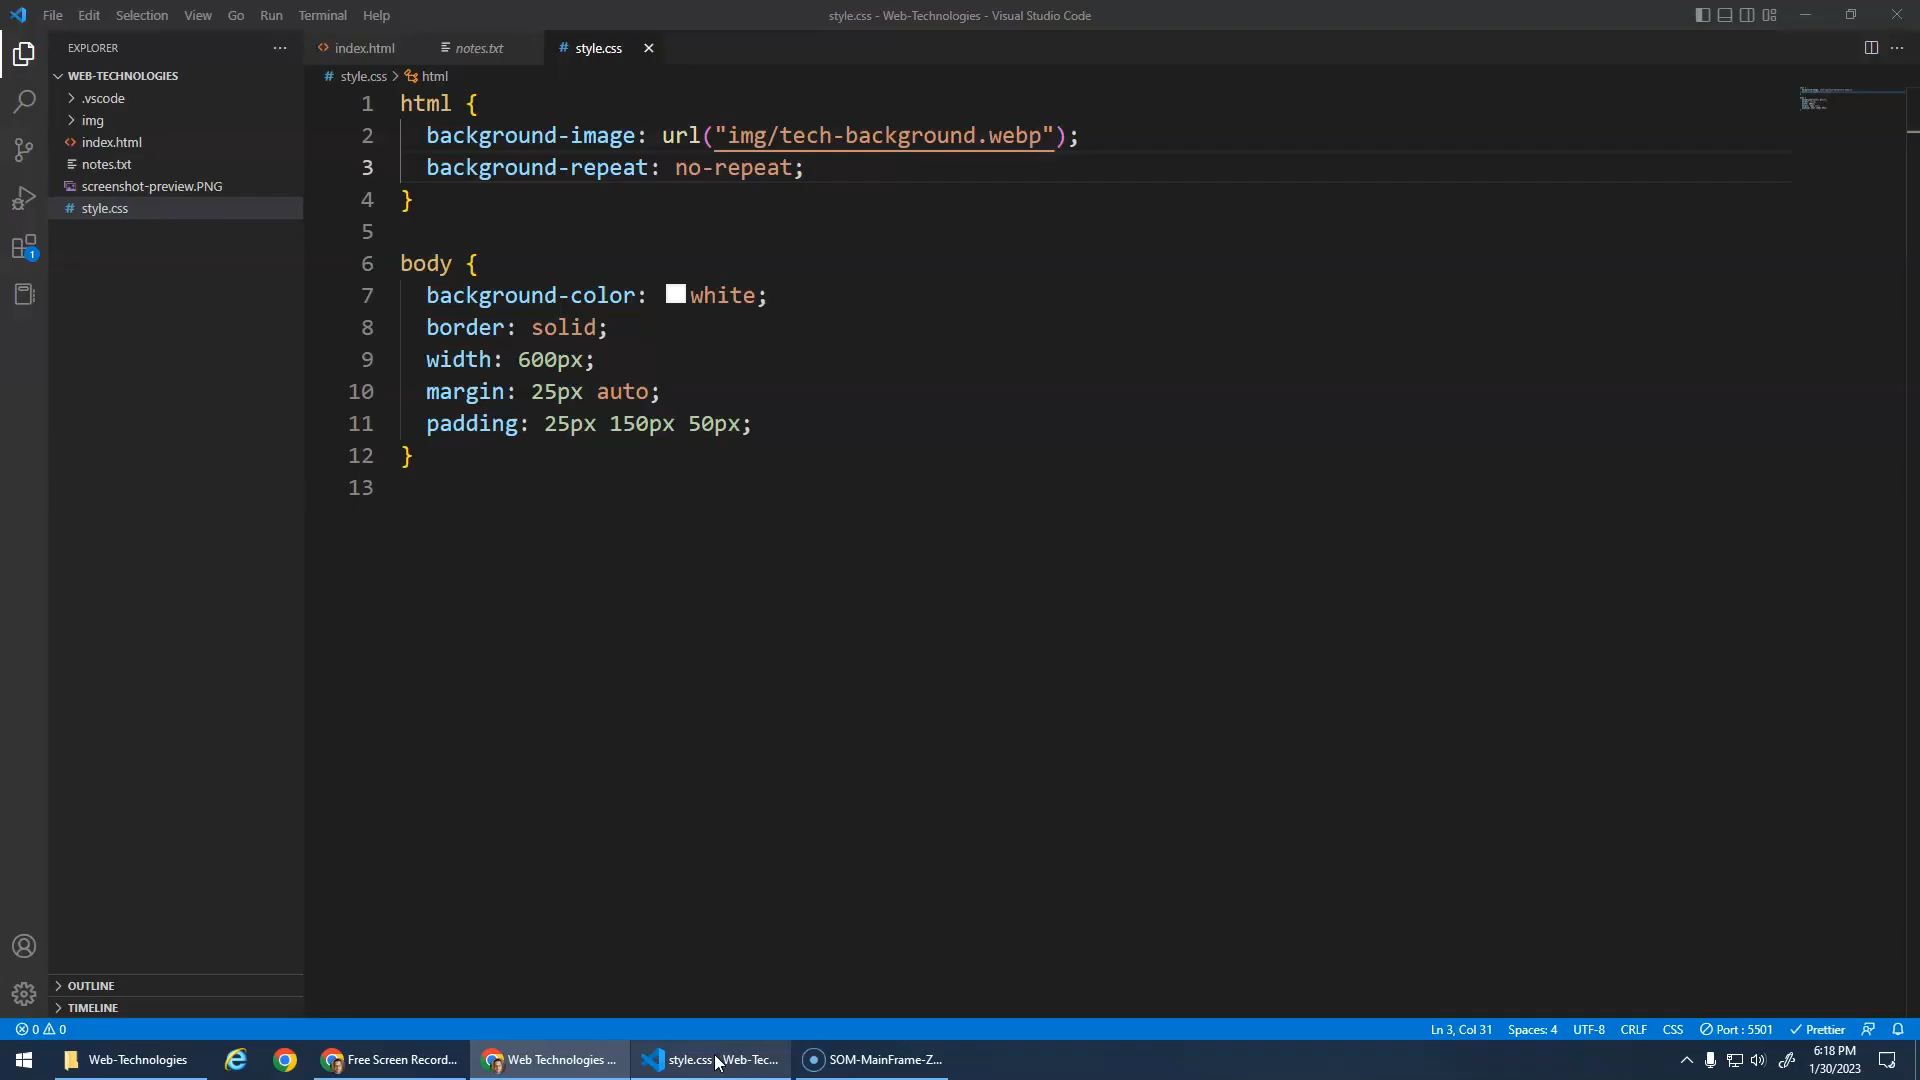 File Edit Selection View Go Run Terminal Help
style.css - Web-Technologies - Visual Studio Code
EXPLORER
index.html
notes.txt
# style.css
WEB-TECHNOLOGIES
# style.css > html
.vscode
img
index.html
notes.txt
screenshot-preview.PNG
# style.css
1 html {
2 background-image: url("img/tech-background.webp");
3 background-repeat: no-repeat;
4 }
5
6 body {
7 background-color: white;
8 border: solid;
9 width: 600px;
10 margin: 25px auto;
11 padding: 25px 150px 50px;
12 }
13
1
OUTLINE
TIMELINE
0 0
Ln 3, Col 31 Spaces: 4 UTF-8 CRLF CSS Port : 5501 Prettier
Web-Technologies
Free Screen Record...
Web Technologies ...
style.css - Web-Tec...
SOM-MainFrame-Z...
6:18 PM
1/30/2023